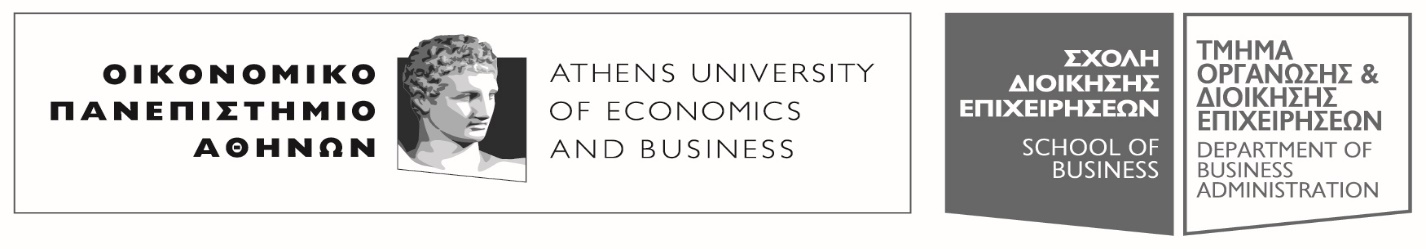 ΟΙΚΟΝΟΜΙΚΟ
ΠΑΝΕΠΙΣΤΗΜΙΟ
ΑΘΗΝΩΝ
ATHENS UNIVERSITY
OF ECONOMICS
AND BUSINESS
ΣΧΟΛΗ
ΔΙΟΙΚΗΣΗΣ
ΕΠΙΧΕΙΡΗΣΕΩΝ
SCHOOL OF
BUSINESS
ΤΜΗΜΑ
ΟΡΓΑΝΩΣΗΣ &
ΔΙΟΙΚΗΣΗΣ
ΕΠΙΧΕΙΡΗΣΕΩΝ
DEPARTMENT OF
BUSINESS
ADMINISTRATION